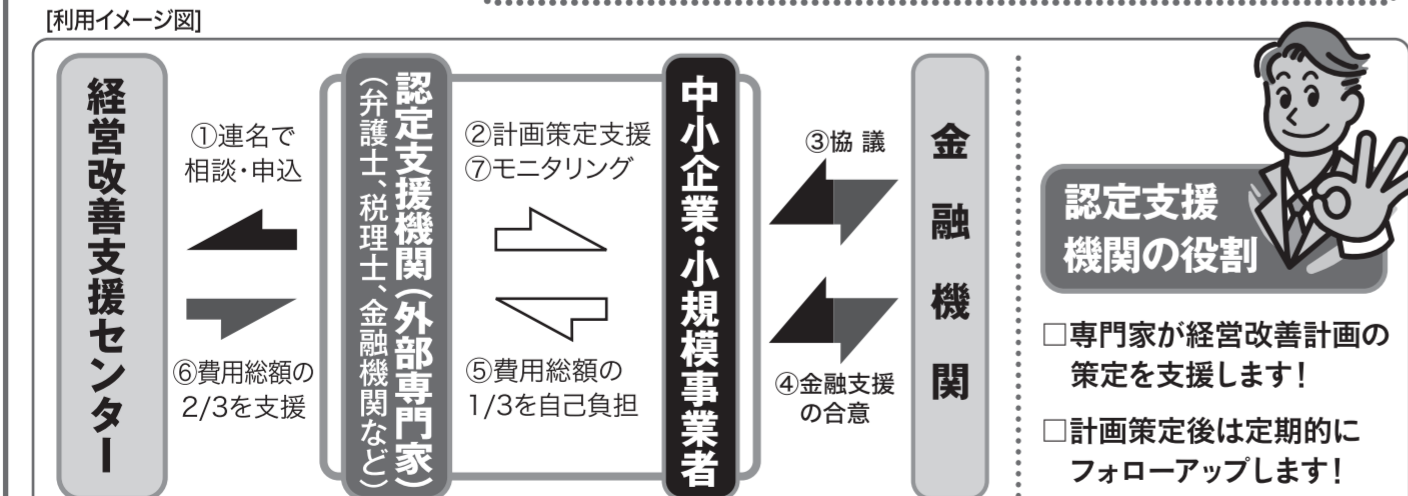 [利用イメージ図]
経営改善支援センター
①連名で
相談・申込
⑥費用総額の
2/3を支援
認定支援機関(外部専門家)
(弁護士、税理士、金融機関など)
②計画策定支援
⑦モニタリング
⑤費用総額の
1/3を自己負担
中小企業・小規模事業者
③協 議
④金融支援
の合意
金融機関
認定支援
機関の役割
□専門家が経営改善計画の
策定を支援します!
□計画策定後は定期的に
フォローアップします!